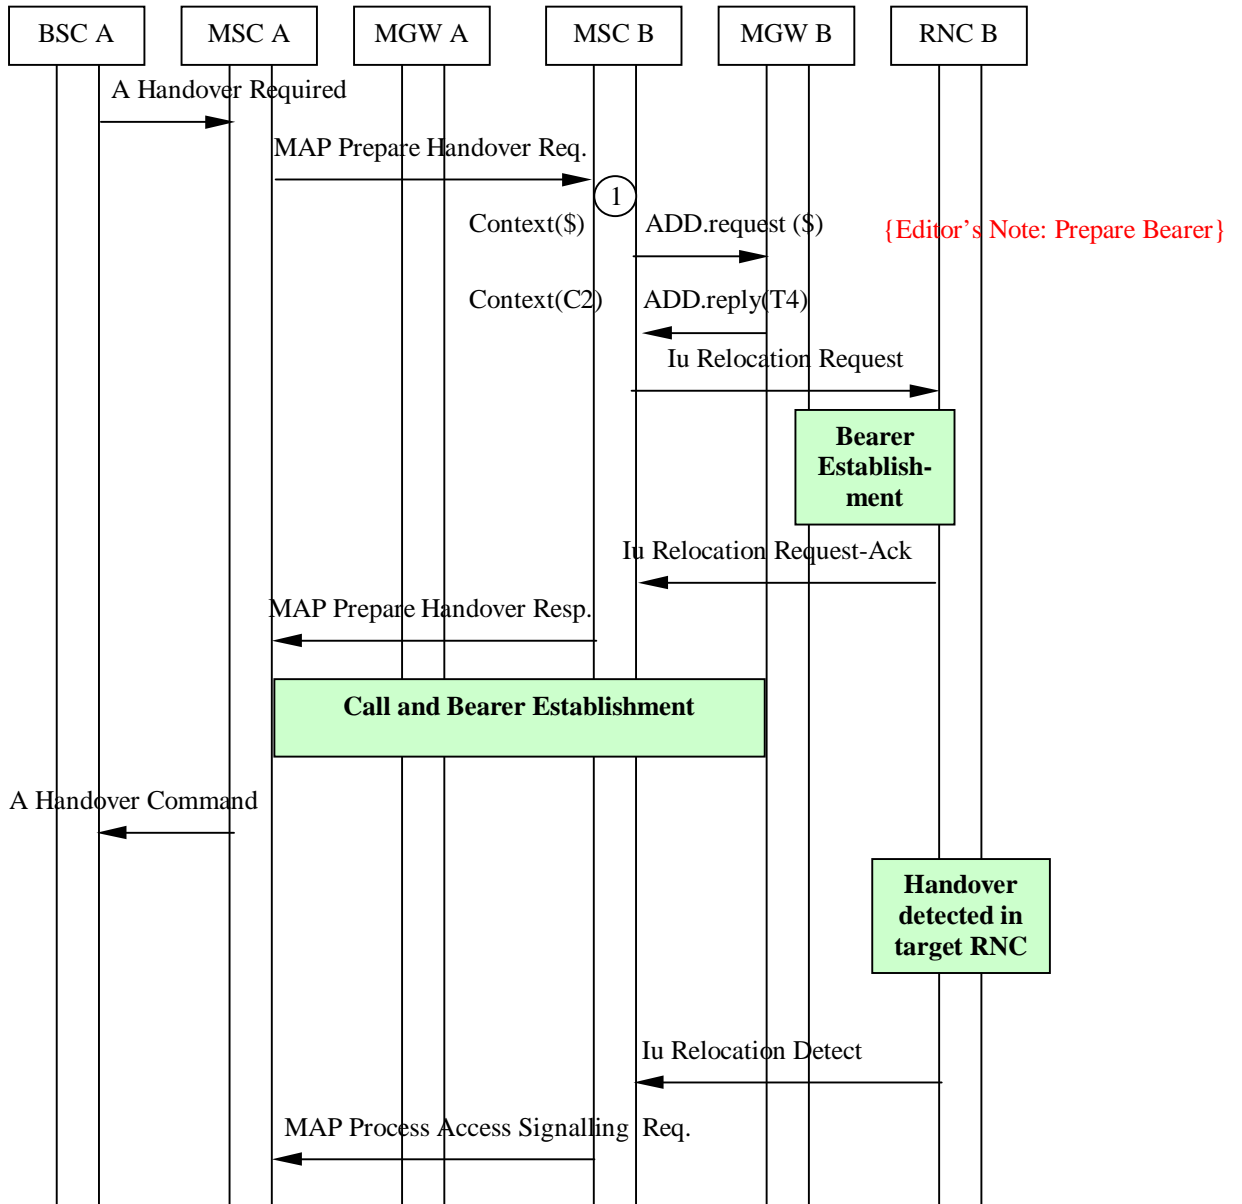 BSC A
MSC A
MGW A
MSC B
MGW B
RNC B
A Handover Required
MAP Prepare Handover Req.
1
Context($)
ADD.request ($)
{Editor's Note: Prepare Bearer}
Context(C2)
ADD.reply(T4)
Iu Relocation Request
Bearer
Establish-
ment
Iu Relocation Request-Ack
MAP Prepare Handover Resp.
Call and Bearer Establishment
A Handover Command
Handover
detected in
target RNC
Iu Relocation Detect
MAP Process Access Signalling Req.